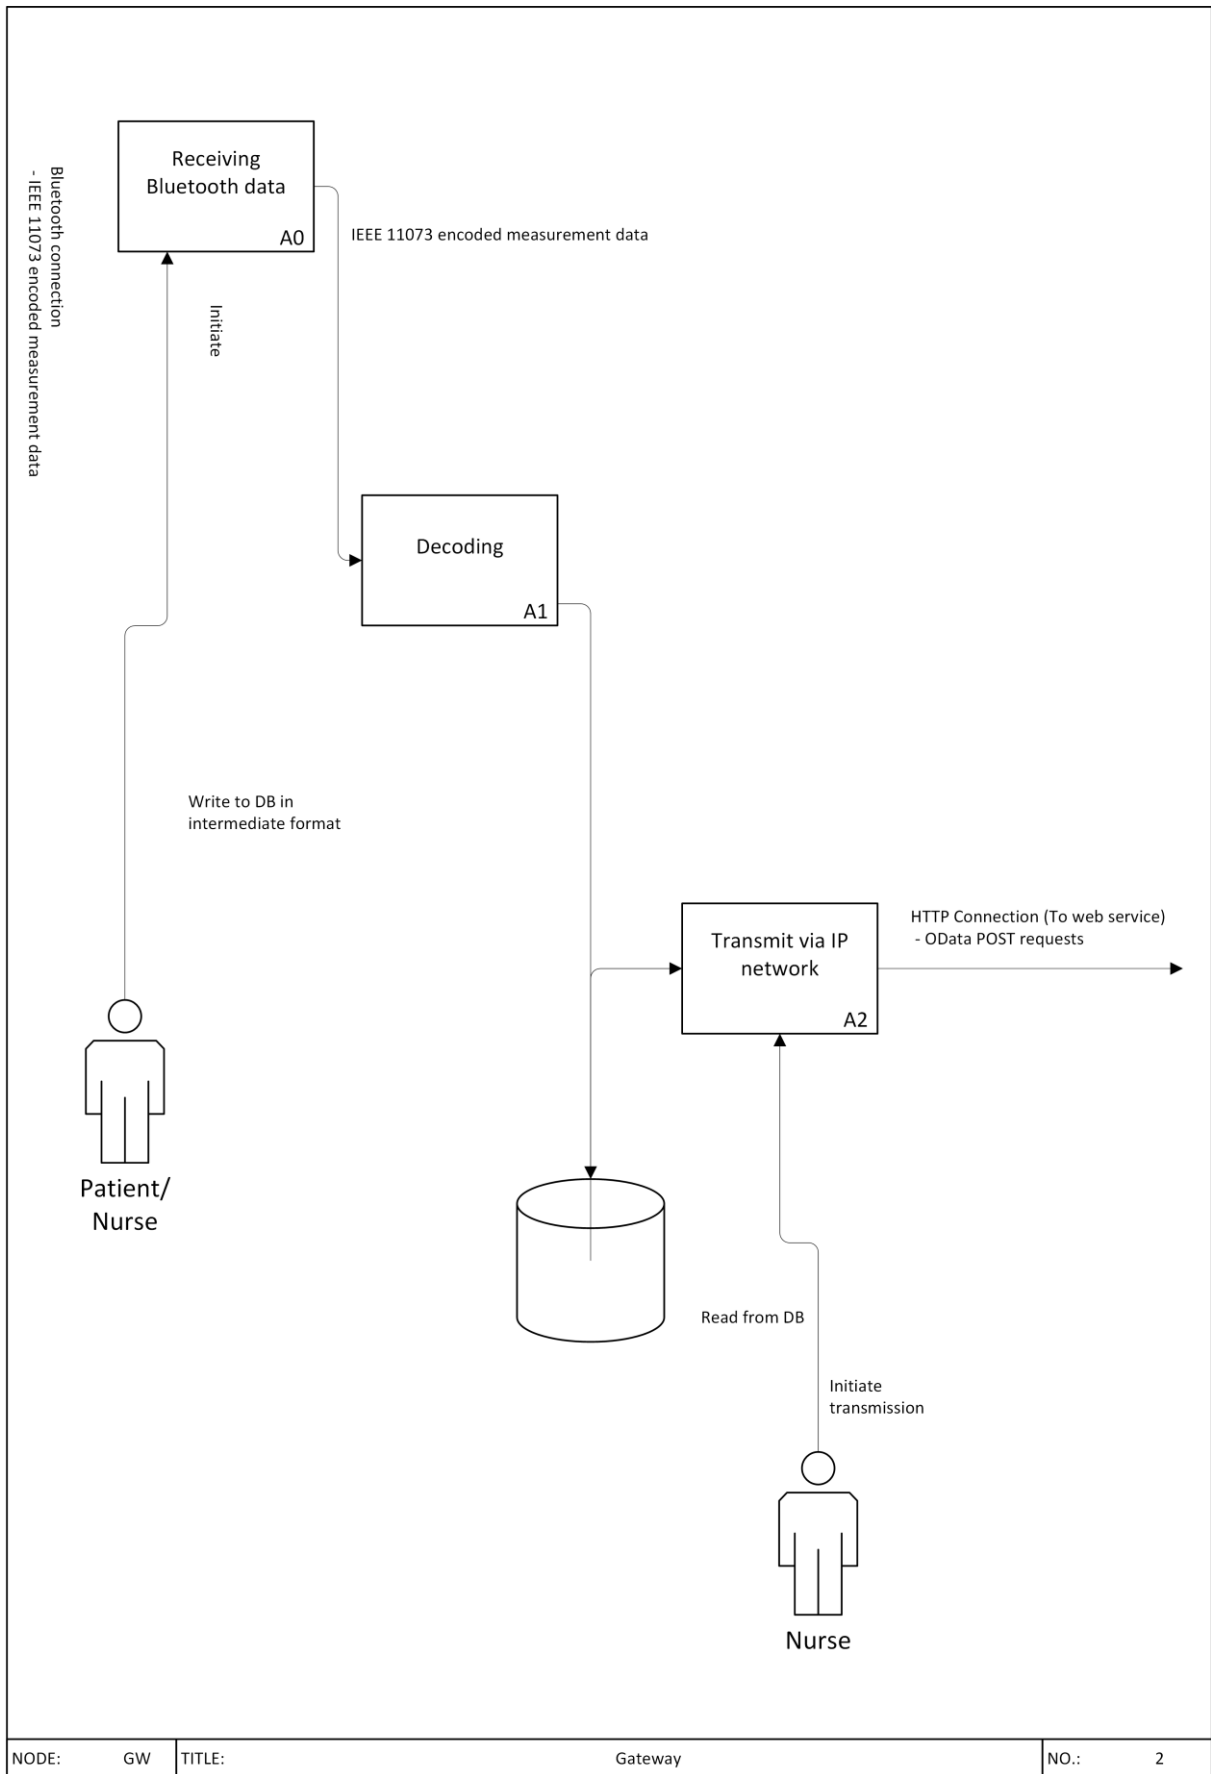 Receiving
Bluetooth data
A0
Bluetooth connection
- IEEE 11073 encoded measurement data
IEEE 11073 encoded measurement data
Initiate
Decoding
A1
Write to DB in
intermediate format
Transmit via IP
network
A2
HTTP Connection (To web service)
- OData POST requests
Patient/
Nurse
Read from DB
Initiate
transmission
Nurse
NODE: GW TITLE: Gateway NO.: 2